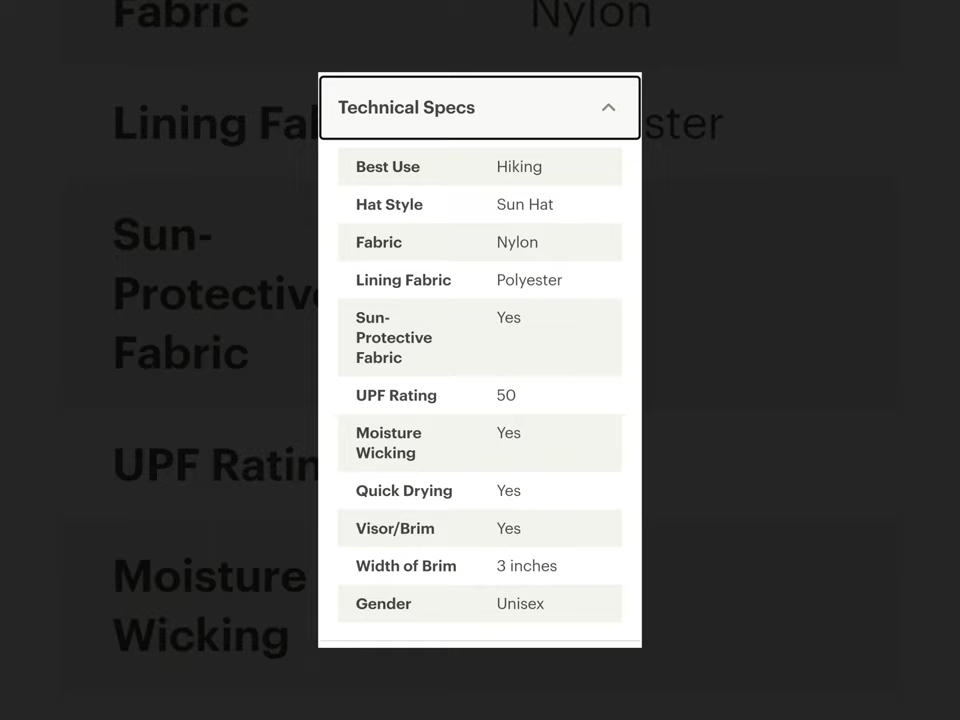 Fabric Nylon
Technical Specs
Lining Fa ster
Best Use Hiking
Hat Style Sun Hat
Fabric Nylon
Lining Fabric Polyester
Sun- Yes
Protective
Fabric
UPF Rating 50
Moisture Yes
Wicking
Quick Drying Yes
Visor/Brim Yes
Width of Brim 3 inches
Gender Unisex
Sun-
Protective
Fabric
UPF Ratin
Moisture
Wicking